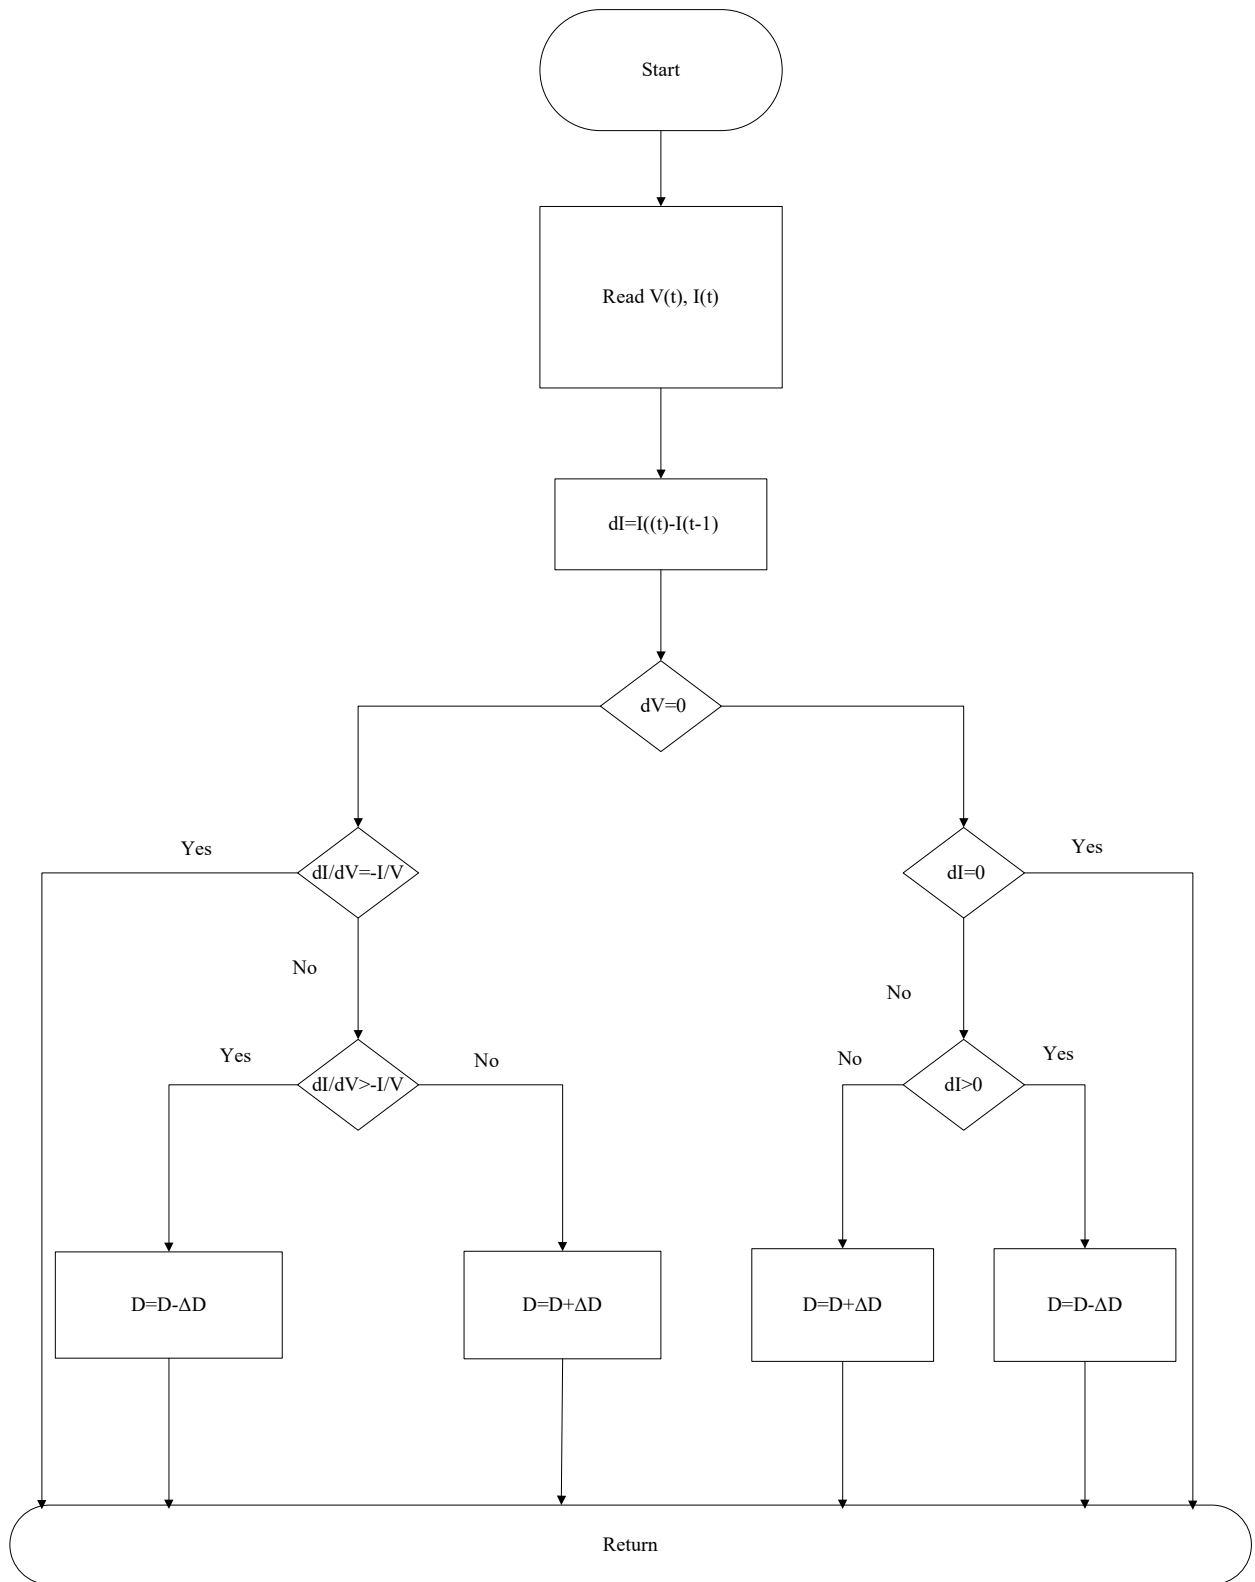 Start
Read V(t), I(t)
dI=I((t)-I(t-1)
dV=0
Yes
dI/dV=-I/V
dI=0
Yes
No
No
Yes
dI/dV>-I/V
No
No
dI>0
Yes
D=D-ΔD
D=D+ΔD
D=D+ΔD
D=D-ΔD
Return